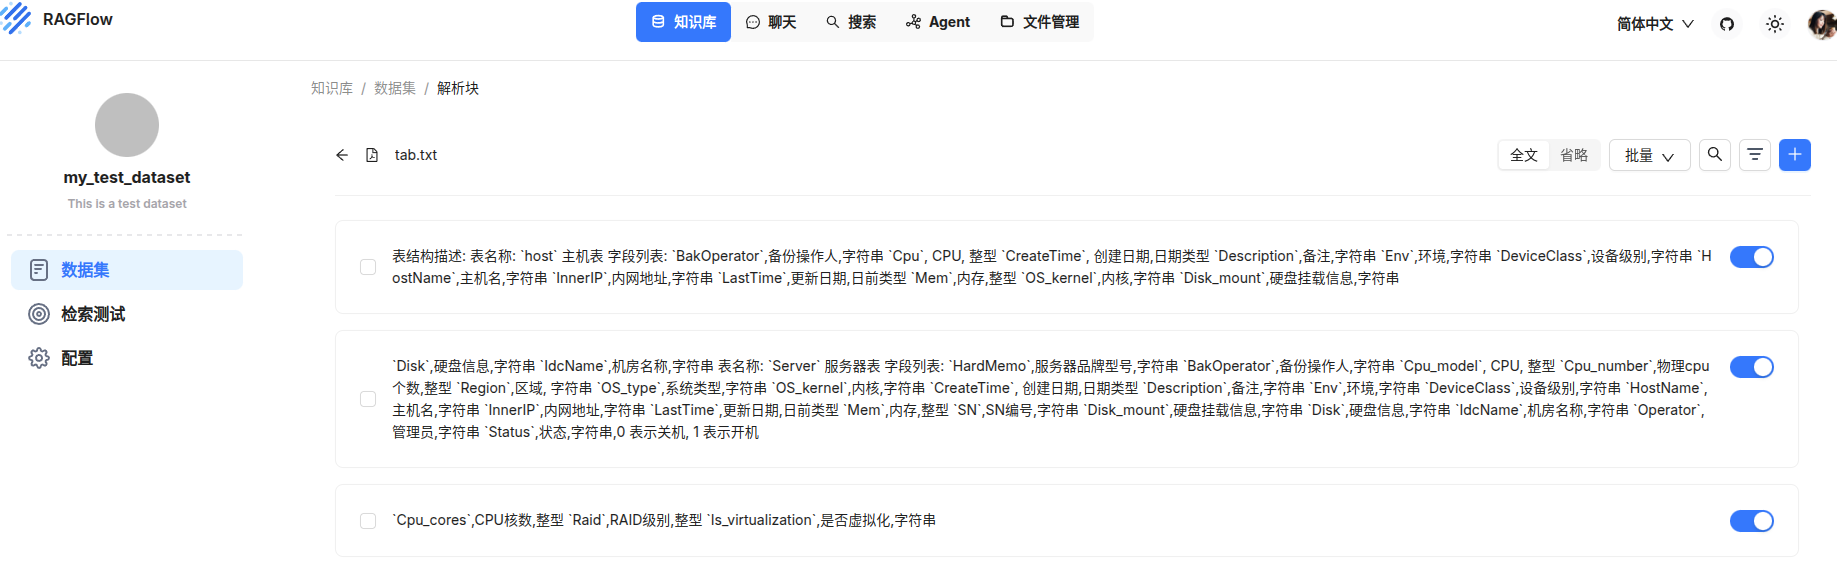 RAGFlow
知识库
聊天
搜索
Agent
文件管理
简体中文
知识库 / 数据集 / 解析块
my_test_dataset
This is a test dataset
数据集
检索测试
配置
tab.txt
全文
省略
批量
表结构描述: 表名称: `host` 主机表 字段列表: `BakOperator`,备份操作人,字符串 `Cpu`, CPU, 整型 `CreateTime`, 创建日期,日期类型 `Description`,备注,字符串 `Env`,环境,字符串 `DeviceClass`,设备级别,字符串 `H
ostName`,主机名,字符串 `InnerIP`,内网地址,字符串 `LastTime`,更新日期,日前类型 `Mem`,内存,整型 `OS_kernel`,内核,字符串 `Disk_mount`,硬盘挂载信息,字符串
`Disk`,硬盘信息,字符串 `IdcName`,机房名称,字符串 表名称: `Server` 服务器表 字段列表: `HardMemo`,服务器品牌型号,字符串 `BakOperator`,备份操作人,字符串 `Cpu_model`, CPU, 整型 `Cpu_number`,物理cpu
个数,整型 `Region`,区域, 字符串 `OS_type`,系统类型,字符串 `OS_kernel`,内核,字符串 `CreateTime`, 创建日期,日期类型 `Description`,备注,字符串 `Env`,环境,字符串 `DeviceClass`,设备级别,字符串 `HostName`,
主机名,字符串 `InnerIP`,内网地址,字符串 `LastTime`,更新日期,日前类型 `Mem`,内存,整型 `SN`,SN编号,字符串 `Disk_mount`,硬盘挂载信息,字符串 `Disk`,硬盘信息,字符串 `IdcName`,机房名称,字符串 `Operator`,
管理员,字符串 `Status`,状态,字符串,0 表示关机, 1 表示开机
`Cpu_cores`,CPU核数,整型 `Raid`,RAID级别,整型 `Is_virtualization`,是否虚拟化,字符串